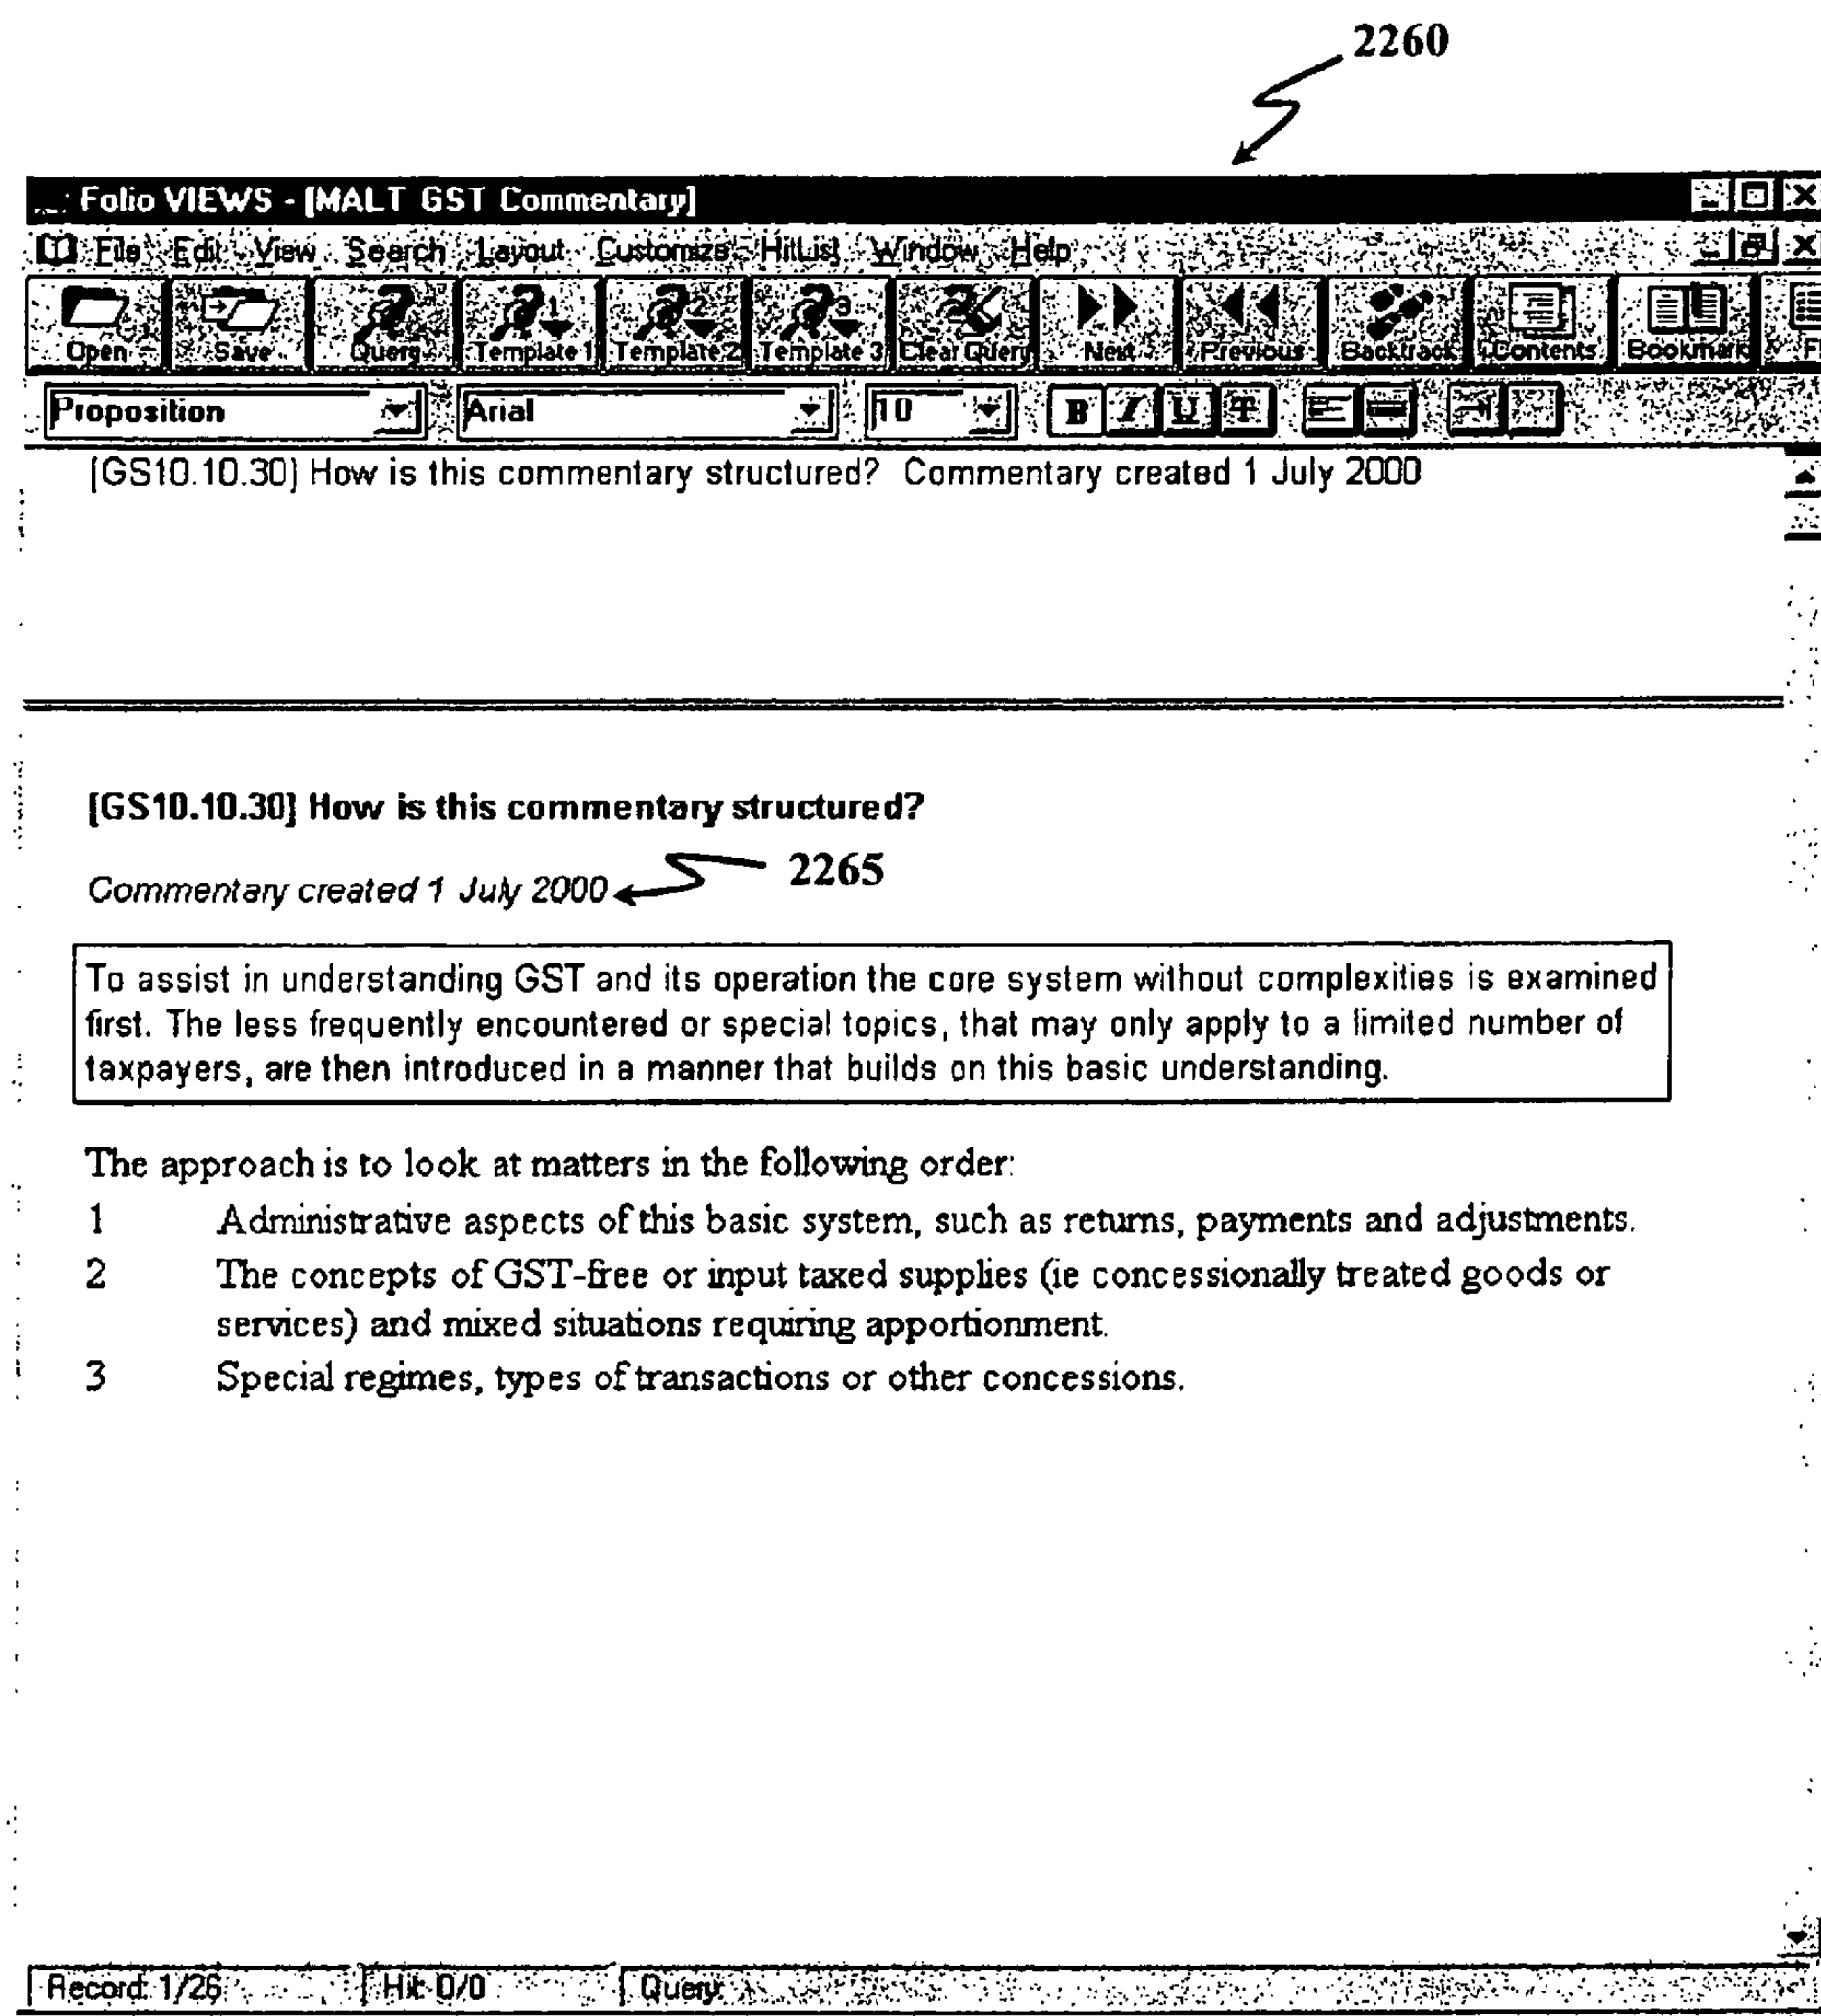 2260
Folio VIEWS - [MALT GST Commentary]
File Edit View Search Layout Customize HitList Window Help
Open Save Query Template 1 Template 2 Template 3 Clear Query Next Previous Backtrack Contents Bookmark
Proposition Arial 10 B I U T
[GS10.10.30] How is this commentary structured? Commentary created 1 July 2000
[GS10.10.30] How is this commentary structured?
Commentary created 1 July 2000 2265
To assist in understanding GST and its operation the core system without complexities is examined
first. The less frequently encountered or special topics, that may only apply to a limited number of
taxpayers, are then introduced in a manner that builds on this basic understanding.
The approach is to look at matters in the following order:
1 Administrative aspects of this basic system, such as returns, payments and adjustments.
2 The concepts of GST-free or input taxed supplies (ie concessionally treated goods or
services) and mixed situations requiring apportionment.
3 Special regimes, types of transactions or other concessions.
Record: 1/26 Hit: 0/0 Query: